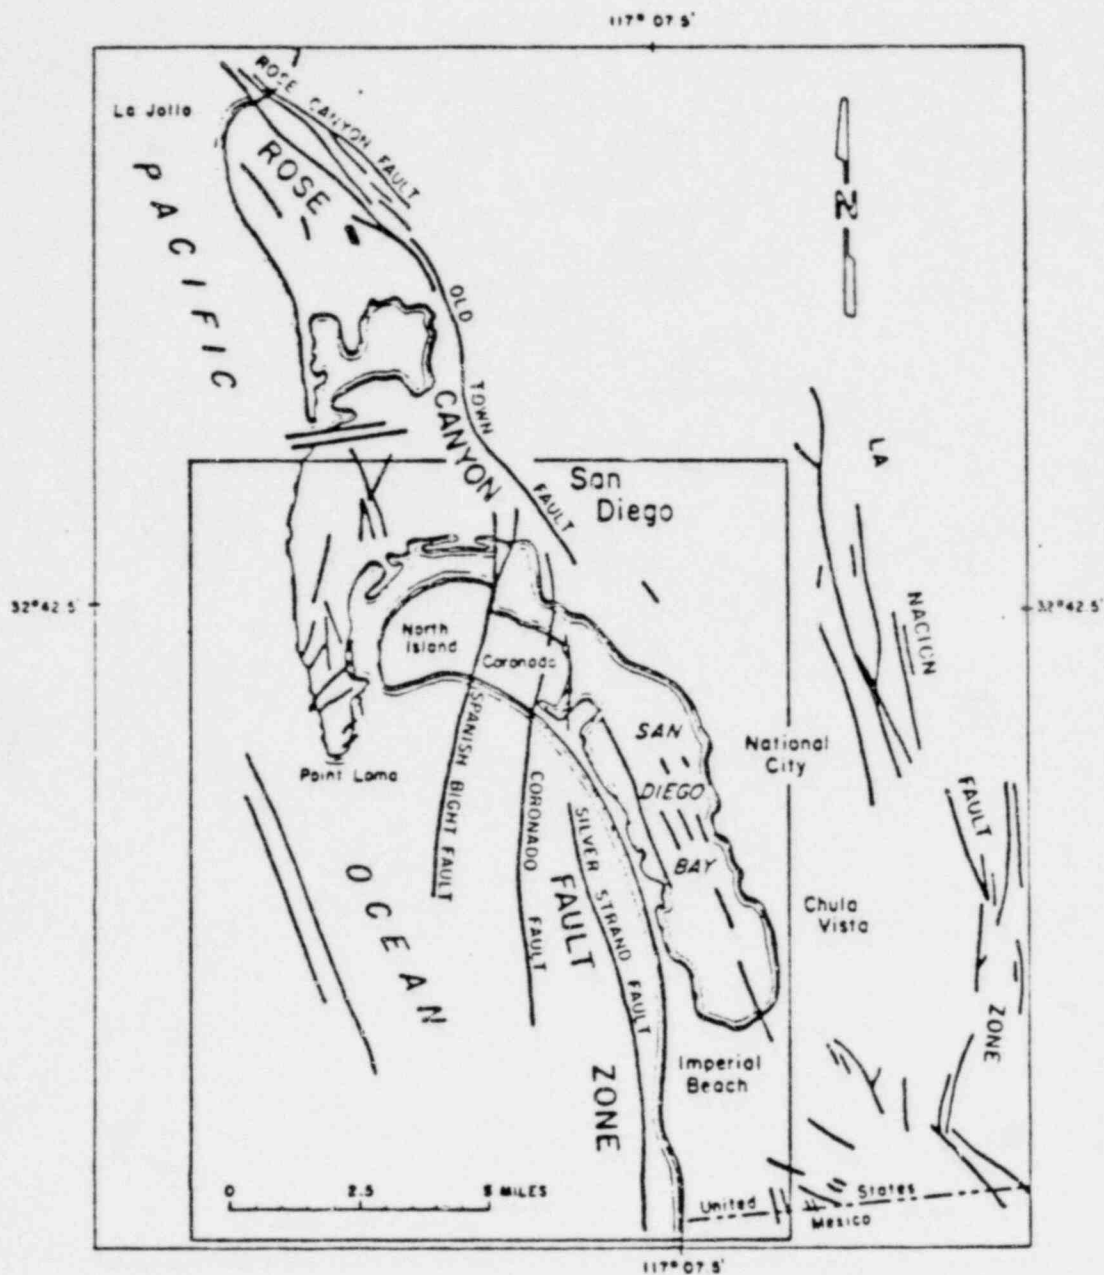 117° 07.5'
La Jolla
ROSE CANYON FAULT
PACIFIC
ROSE
N
OLD
TOWN
FAULT
CANYON
LA
San
Diego
32° 42.5'
32° 42.5'
NACION
North
Island
Coronado
SPANISH BIGHT FAULT
SAN
DIEGO
BAY
National
City
Point Loma
CORONADO
FAULT
SILVER STRAND FAULT
FAULT
FAULT
OCEAN
Chula
Vista
ZONE
Imperial
Beach
ZONE
0 2.5 5 MILES
United States
Mexico
117° 07.5'